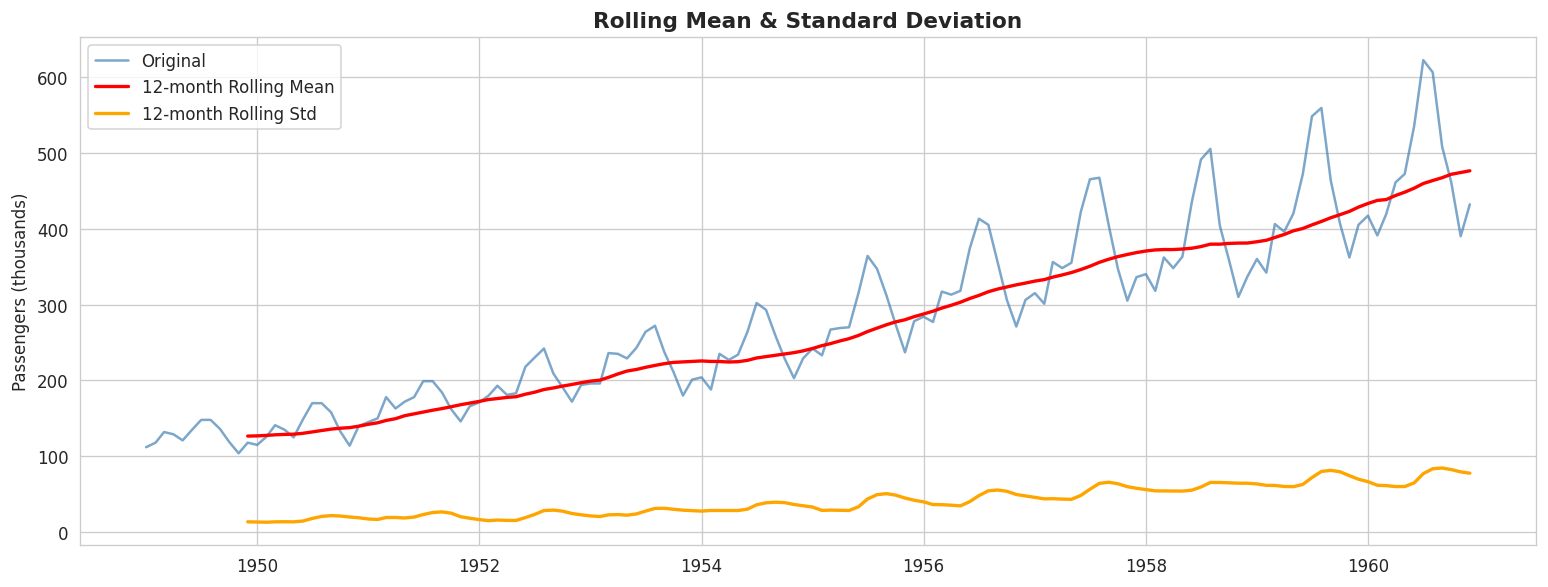 Rolling Mean & Standard Deviation
Original
12-month Rolling Mean
12-month Rolling Std
Passengers (thousands)
600
500
400
300
200
100
0
1950 1952 1954 1956 1958 1960